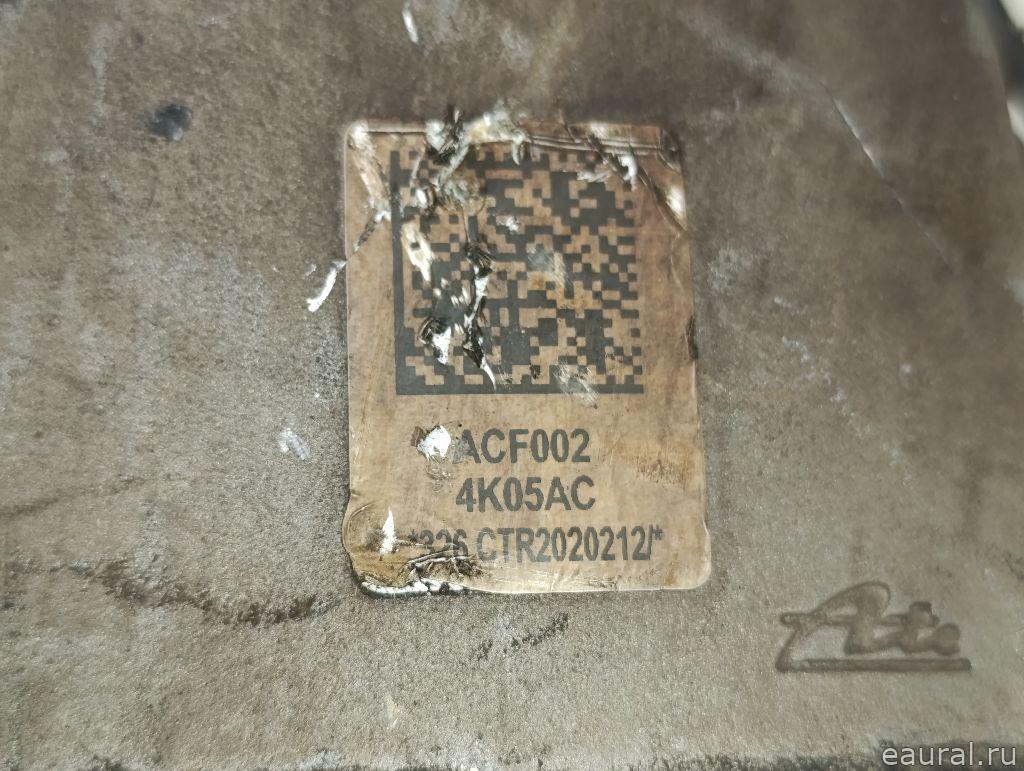 ACF002
4K05AC
*326 CTR2020212/*
Ate
eaural.ru